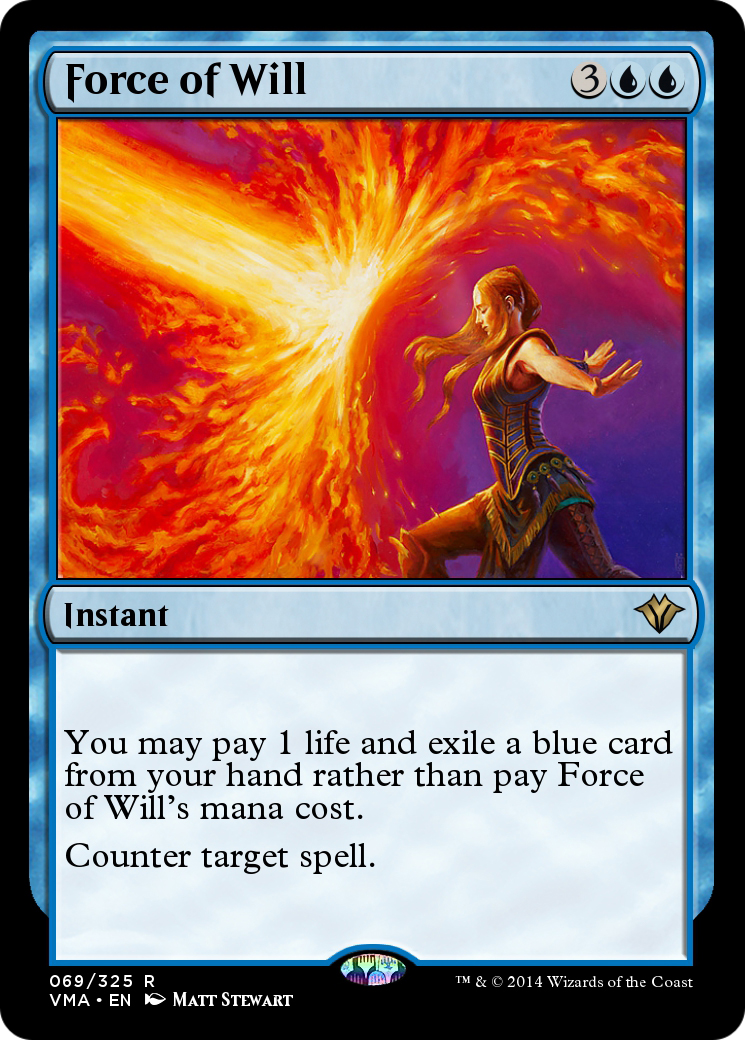 Force of Will
3
Instant
You may pay 1 life and exile a blue card
from your hand rather than pay Force
of Will's mana cost.
Counter target spell.
069/325 R
VMA • EN MATT STEWART
™ & © 2014 Wizards of the Coast